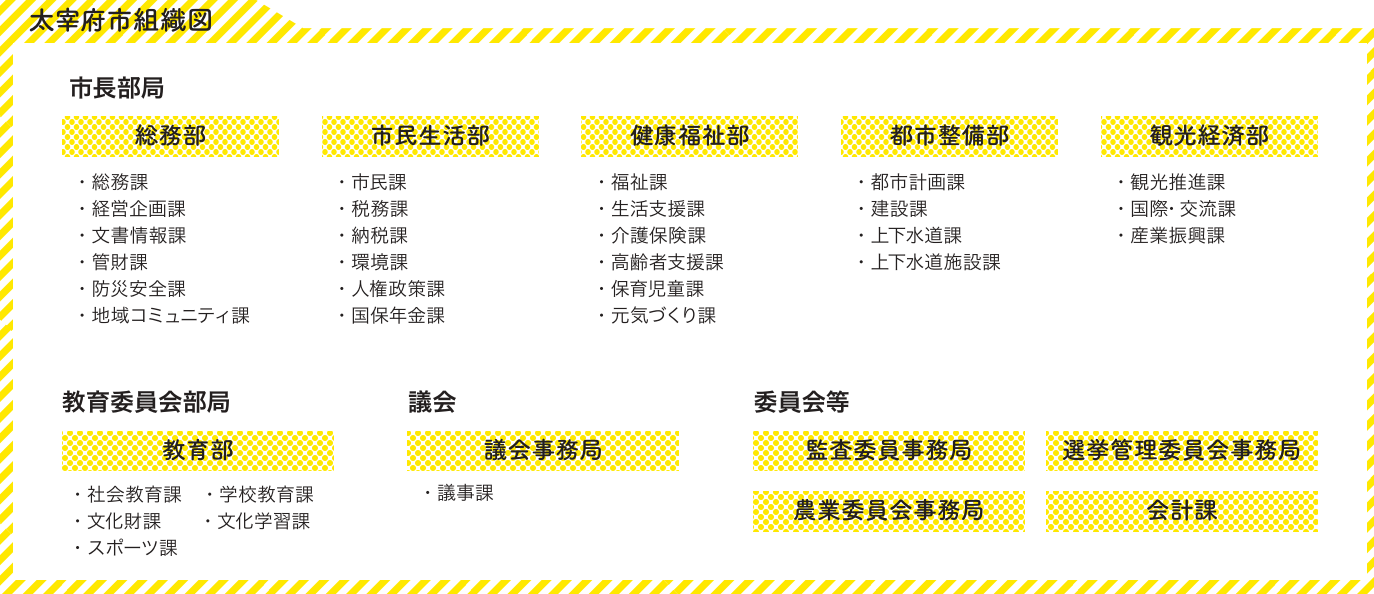 太宰府市組織図
市長部局
総務部
・総務課
・経営企画課
・文書情報課
・管財課
・防災安全課
・地域コミュニティ課
市民生活部
・市民課
・税務課
・納税課
・環境課
・人権政策課
・国保年金課
健康福祉部
・福祉課
・生活支援課
・介護保険課
・高齢者支援課
・保育児童課
・元気づくり課
都市整備部
・都市計画課
・建設課
・上下水道課
・上下水道施設課
観光経済部
・観光推進課
・国際・交流課
・産業振興課
教育委員会部局
教育部
・社会教育課 ・学校教育課
・文化財課 ・文化学習課
・スポーツ課
議会
議会事務局
・議事課
委員会等
監査委員事務局
選挙管理委員会事務局
農業委員会事務局
会計課